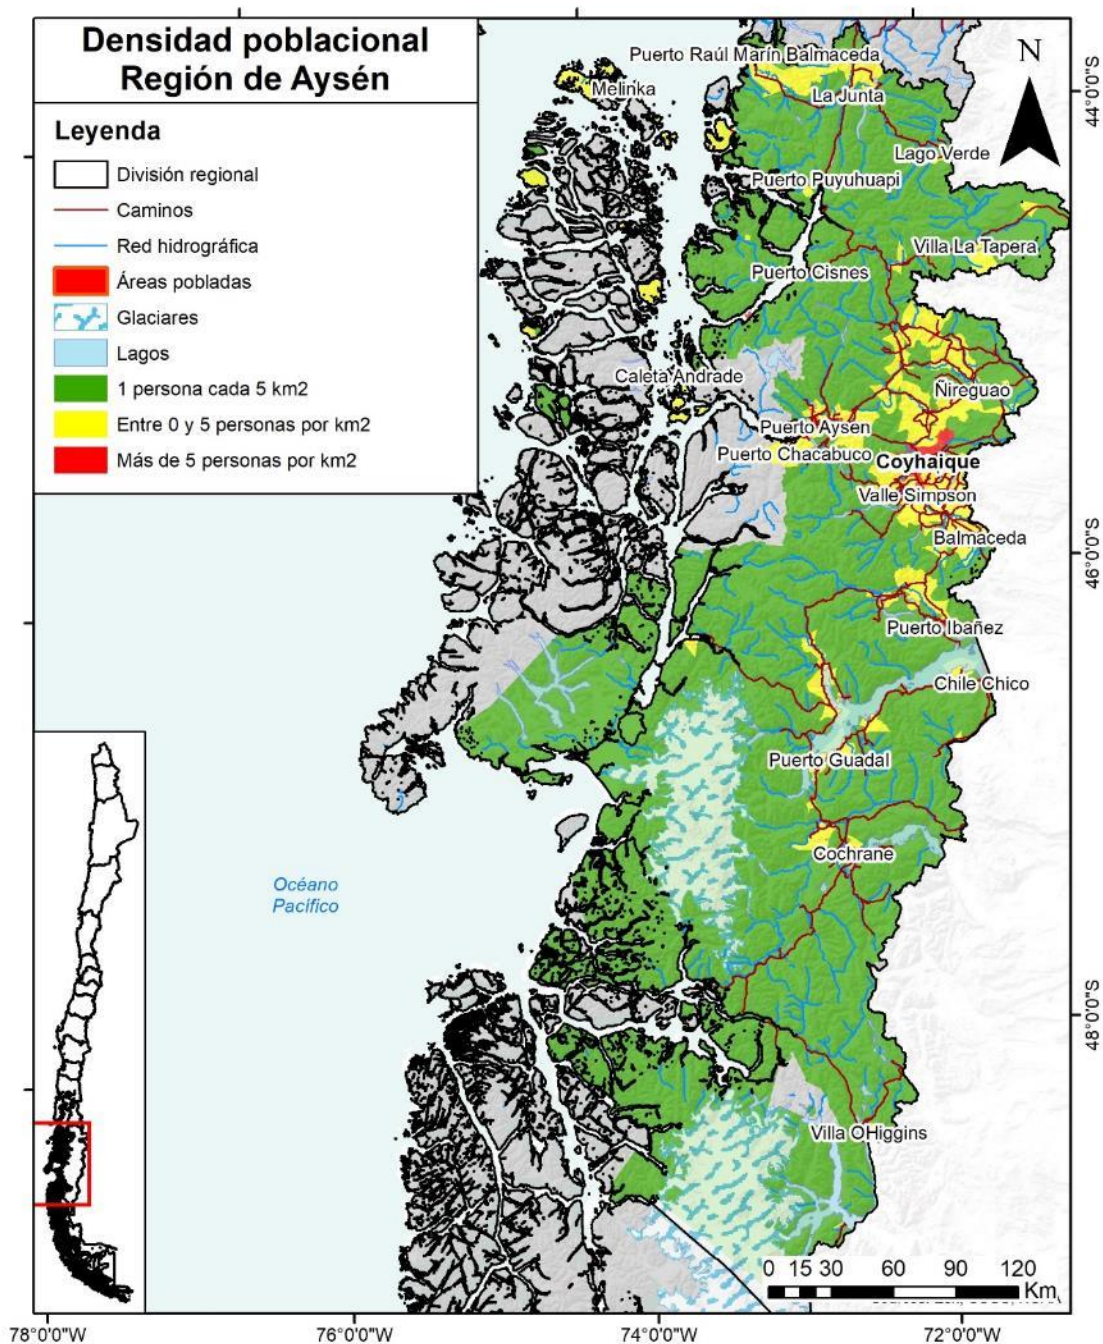 Densidad poblacional
Región de Aysén
Leyenda
División regional
Caminos
Red hidrográfica
Áreas pobladas
Glaciares
Lagos
1 persona cada 5 km2
Entre 0 y 5 personas por km2
Más de 5 personas por km2
N
Puerto Raúl Marín Balmaceda
Melinka
La Junta
Lago Verde
Puerto Puyuhuapi
Villa La Tapera
Puerto Cisnes
Caleta Andrade
Ñireguao
Puerto Aysen
Puerto Chacabuco
Coyhaique
Valle Simpson
Balmaceda
Puerto Ibañez
Chile Chico
Puerto Guadal
Cochrane
Océano
Pacífico
Villa OHiggins
44°0'0"S
46°0'0"S
48°0'0"S
0 15 30 60 90 120
Km
78°0'0"W
76°0'0"W
74°0'0"W
72°0'0"W